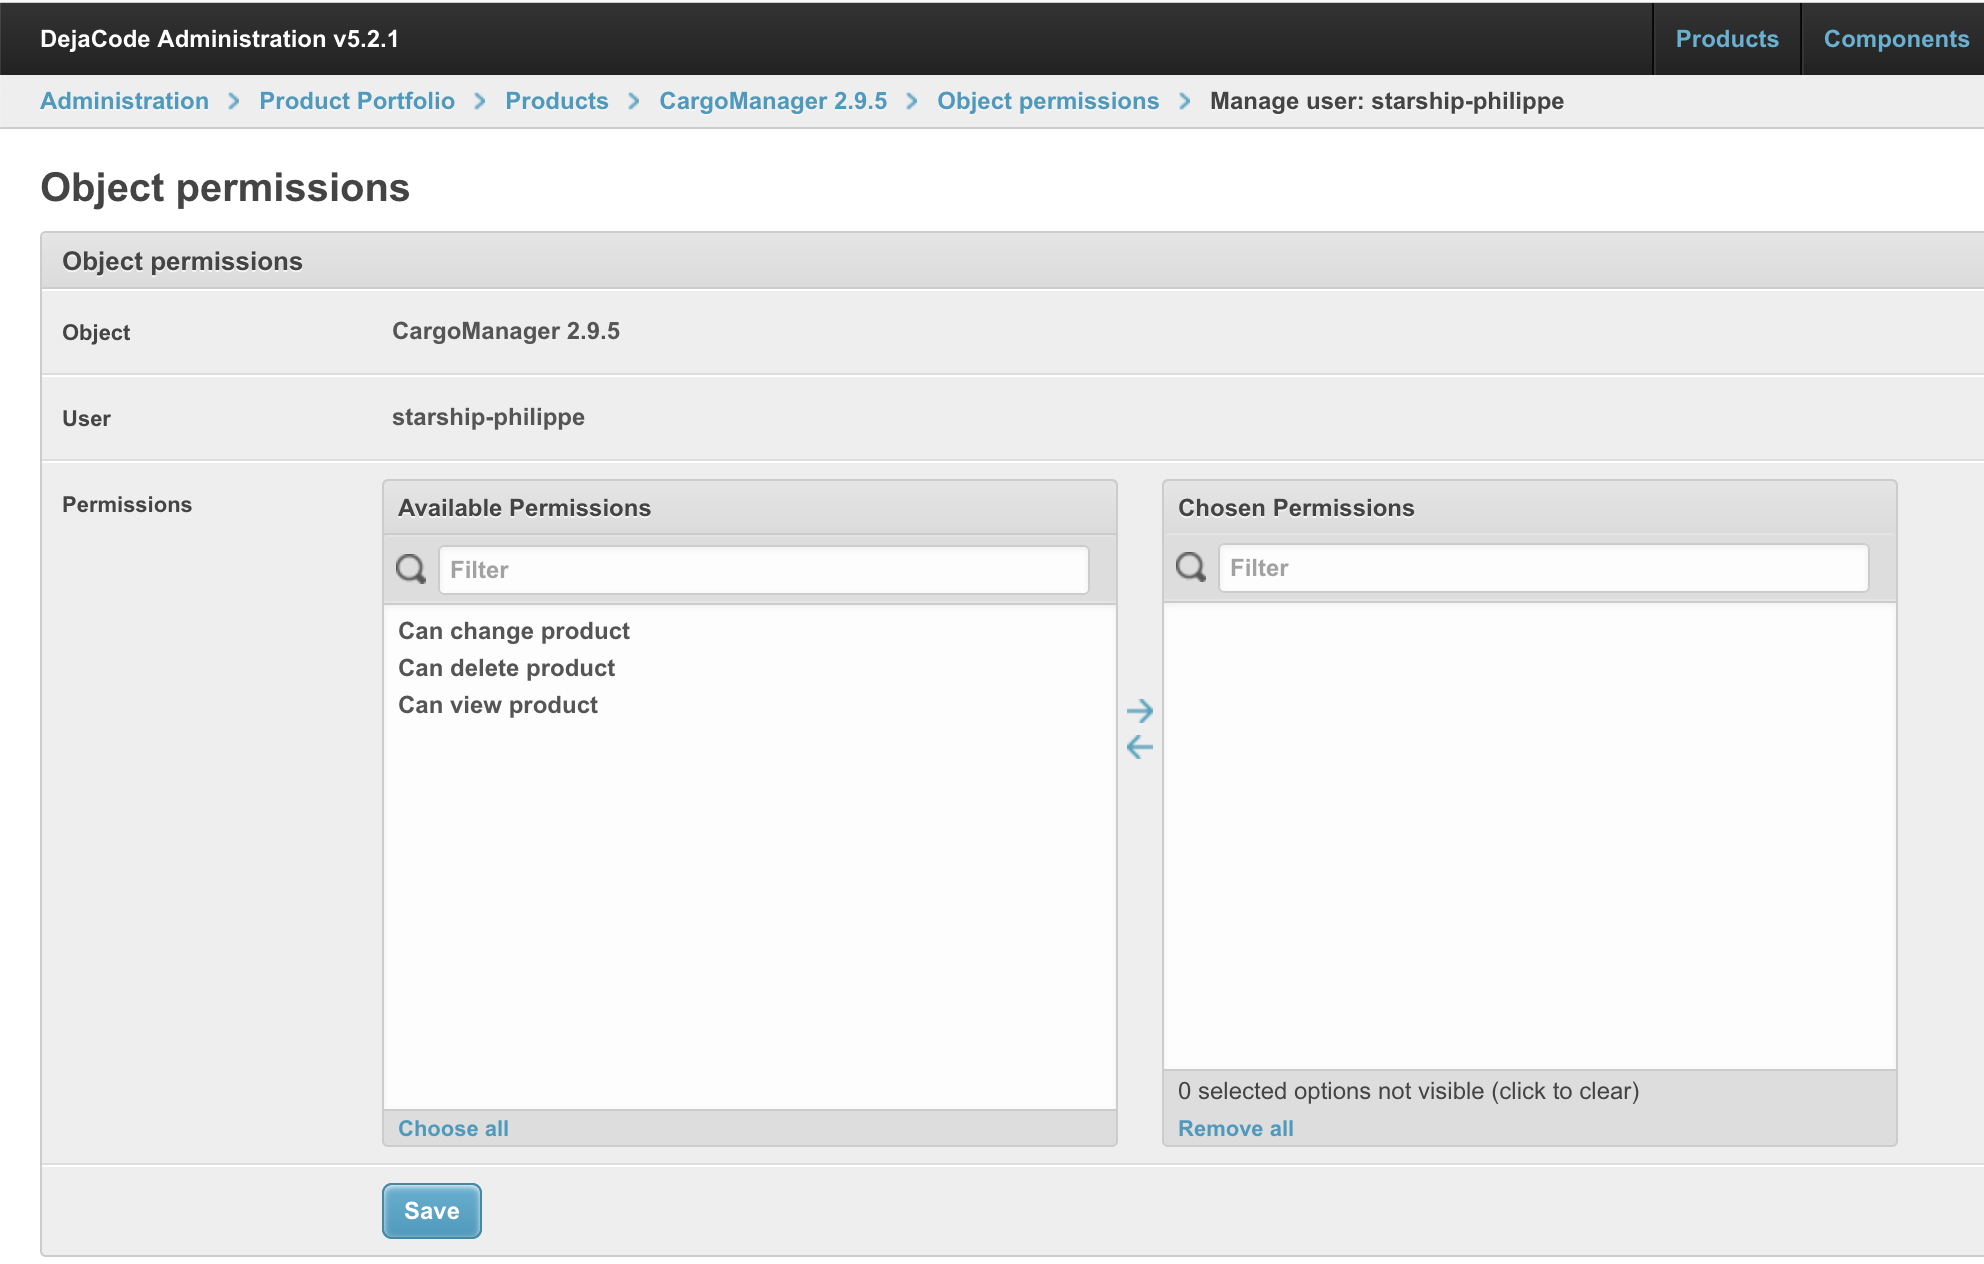 DejaCode Administration v5.2.1 Products Components
Administration > Product Portfolio > Products > CargoManager 2.9.5 > Object permissions > Manage user: starship-philippe
Object permissions
Object permissions
Object CargoManager 2.9.5
User starship-philippe
Permissions
Available Permissions
Filter
Can change product
Can delete product
Can view product
Choose all
Chosen Permissions
Filter
0 selected options not visible (click to clear)
Remove all
Save